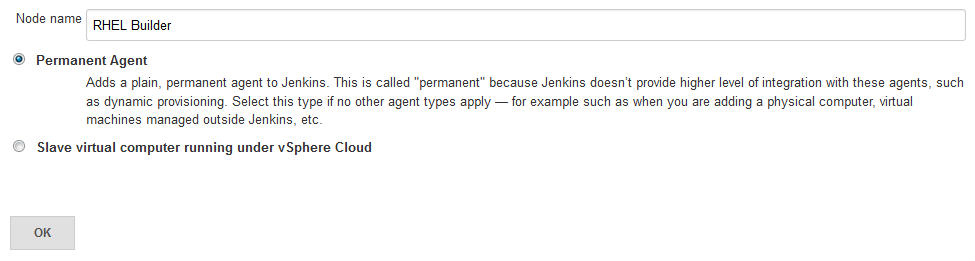 Node name RHEL Builder
Permanent Agent
Adds a plain, permanent agent to Jenkins. This is called "permanent" because Jenkins doesn't provide higher level of integration with these agents, such
as dynamic provisioning. Select this type if no other agent types apply — for example such as when you are adding a physical computer, virtual
machines managed outside Jenkins, etc.
Slave virtual computer running under vSphere Cloud
OK